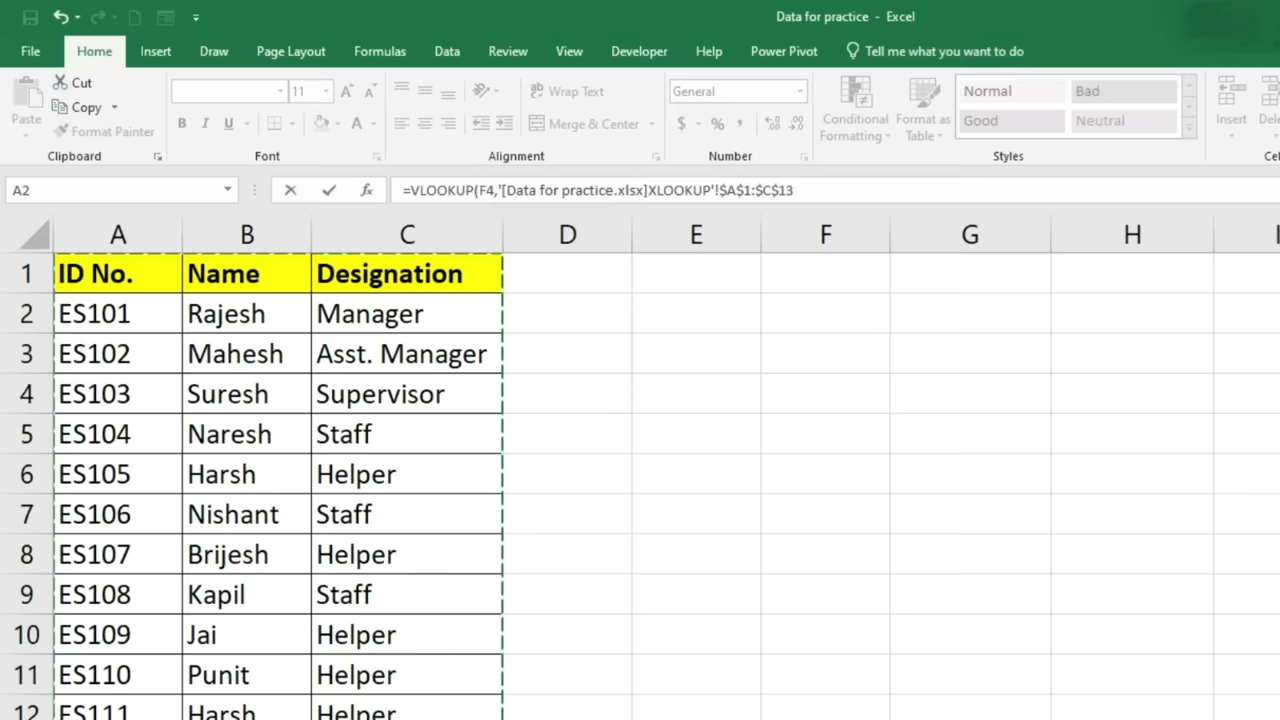 Data for practice - Excel
File Home Insert Draw Page Layout Formulas Data Review View Developer Help Power Pivot Tell me what you want to do
Cut
Copy
Paste
Format Painter
11
General
Wrap Text
Merge & Center
Conditional Formatting
Format as Table
Normal Bad
Good Neutral
Insert
Clipboard Font Alignment Number Styles
A2 fx =VLOOKUP(F4,'[Data for practice.xlsx]XLOOKUP'!$A$1:$C$13
A B C D E F G H
1 ID No. Name Designation
2 ES101 Rajesh Manager
3 ES102 Mahesh Asst. Manager
4 ES103 Suresh Supervisor
5 ES104 Naresh Staff
6 ES105 Harsh Helper
7 ES106 Nishant Staff
8 ES107 Brijesh Helper
9 ES108 Kapil Staff
10 ES109 Jai Helper
11 ES110 Punit Helper
12 ES111 Harsh Helper